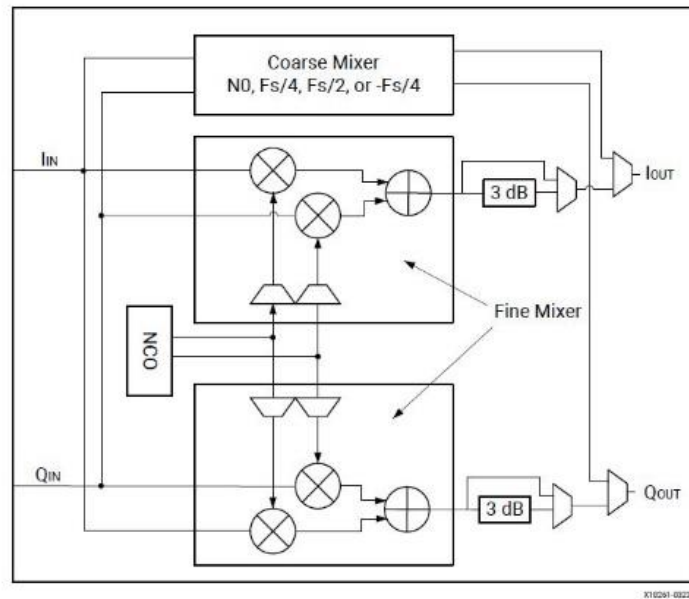 Coarse Mixer
N0, Fs/4, Fs/2, or -Fs/4
IIN
3 dB
IOUT
Fine Mixer
NCO
QIN
3 dB
QOUT